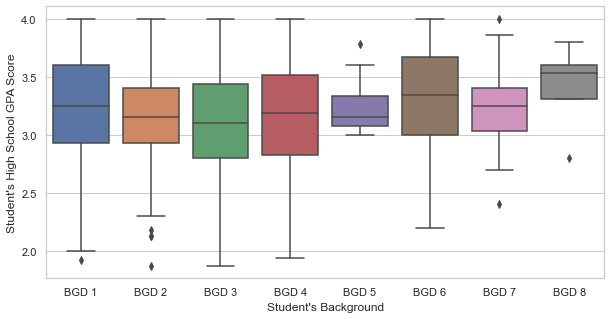 Student's High School GPA Score
4.0
3.5
3.0
2.5
2.0
BGD 1 BGD 2 BGD 3 BGD 4 BGD 5 BGD 6 BGD 7 BGD 8
Student's Background